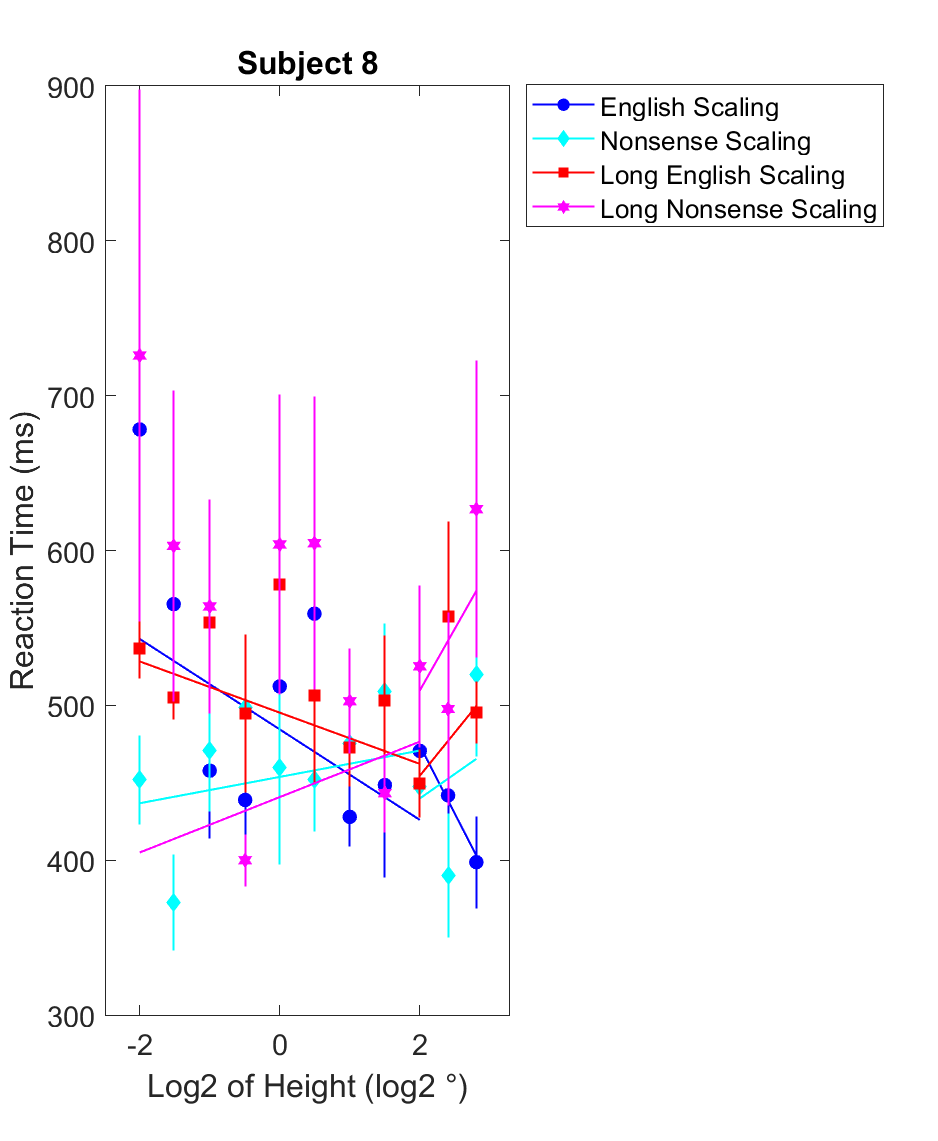 Subject 8
English Scaling
Nonsense Scaling
Long English Scaling
Long Nonsense Scaling
900
800
700
600
500
400
300
Reaction Time (ms)
-2 0 2
Log2 of Height (log2 °)